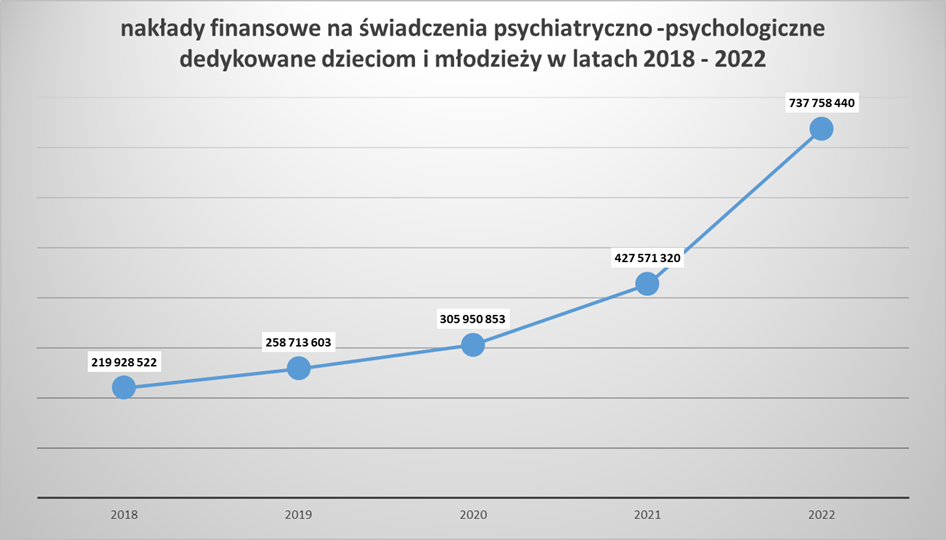 nakłady finansowe na świadczenia psychiatryczno -psychologiczne
dedykowane dzieciom i młodzieży w latach 2018 - 2022
737 758 440
427 571 320
305 950 853
258 713 603
219 928 522
2018
2019
2020
2021
2022